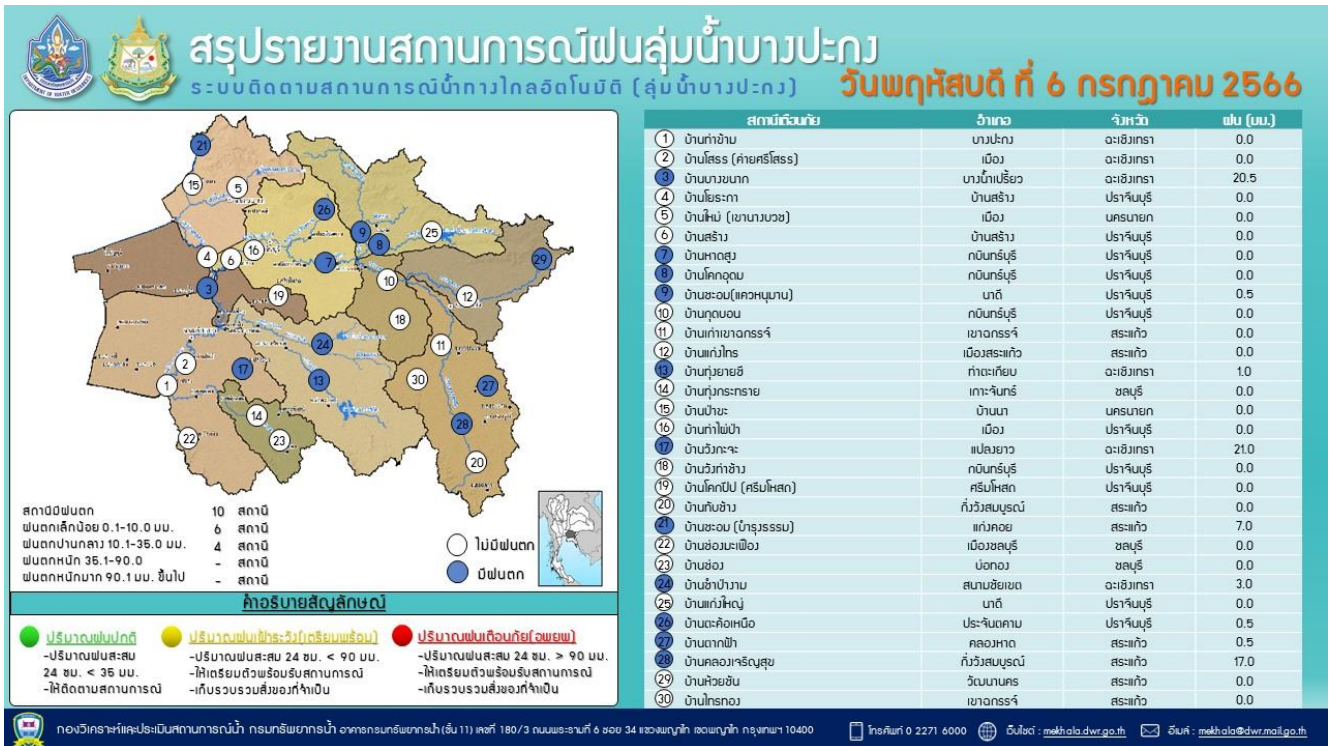 สรุปรายงานสถานการณ์ฝนลุ่มน้ำบางปะกง
ระบบติดตามสถานการณ์น้ำทางไกลอัตโนมัติ (ลุ่มน้ำบางปะกง)
วันพฤหัสบดี ที่ 6 กรกฎาคม 2566
สถานีเตือนภัย อำเภอ จังหวัด ฝน (มม.)
1 บ้านท่าข้าม บางปะกง ฉะเชิงเทรา 0.0
2 บ้านโสธร (ค่ายศรีโสธร) เมือง ฉะเชิงเทรา 0.0
3 บ้านบางขนาก บางน้ำเปรี้ยว ฉะเชิงเทรา 20.5
4 บ้านโยธะกา บ้านสร้าง ปราจีนบุรี 0.0
5 บ้านใหม่ (เขานางบวช) เมือง นครนายก 0.0
6 บ้านสร้าง บ้านสร้าง ปราจีนบุรี 0.0
7 บ้านหาดสูง กบินทร์บุรี ปราจีนบุรี 0.0
8 บ้านโคกอุดม กบินทร์บุรี ปราจีนบุรี 0.0
9 บ้านซะอม(แควหนุมาน) นาดี ปราจีนบุรี 0.5
10 บ้านกุดบอน กบินทร์บุรี ปราจีนบุรี 0.0
11 บ้านเก่าเขาฉกรรจ์ เขาฉกรรจ์ สระแก้ว 0.0
12 บ้านแก่งไทร เมืองสระแก้ว สระแก้ว 0.0
13 บ้านทุ่งยายชี ท่าตะเกียบ ฉะเชิงเทรา 1.0
14 บ้านทุ่งกระทราย เกาะจันทร์ ชลบุรี 0.0
15 บ้านป่าขะ บ้านนา นครนายก 0.0
16 บ้านท่าไผ่ป่า เมือง ปราจีนบุรี 0.0
17 บ้านวังกะจะ แปลงยาว ฉะเชิงเทรา 21.0
18 บ้านวังท่าช้าง กบินทร์บุรี ปราจีนบุรี 0.0
19 บ้านโคกปีป (ศรีมโหสถ) ศรีมโหสถ ปราจีนบุรี 0.0
20 บ้านทับช้าง กิ่งวังสมบูรณ์ สระแก้ว 0.0
21 บ้านซะอม (บำรุงธรรม) แก่งคอย สระแก้ว 7.0
22 บ้านช่องมะเฟือง เมืองชลบุรี ชลบุรี 0.0
23 บ้านช่อง บ่อทอง ชลบุรี 0.0
24 บ้านชำป่างาม สนามชัยเขต ฉะเชิงเทรา 3.0
25 บ้านแก่งใหญ่ นาดี ปราจีนบุรี 0.0
26 บ้านตะคร้อเหนือ ประจันตคาม ปราจีนบุรี 0.5
27 บ้านตากฟ้า คลองหาด สระแก้ว 0.5
28 บ้านคลองเจริญสุข กิ่งวังสมบูรณ์ สระแก้ว 17.0
29 บ้านห้วยชัน วัฒนานคร สระแก้ว 0.0
30 บ้านไทรทอง เขาฉกรรจ์ สระแก้ว 0.0
สถานีมีฝนตก 10 สถานี
ฝนตกเล็กน้อย 0.1-10.0 มม. 6 สถานี
ฝนตกปานกลาง 10.1-35.0 มม. 4 สถานี
ฝนตกหนัก 35.1-90.0 - สถานี
ฝนตกหนักมาก 90.1 มม. ขึ้นไป - สถานี
ไม่มีฝนตก
มีฝนตก
คำอธิบายสัญลักษณ์
ปริมาณฝนปกติ
-ปริมาณฝนสะสม
24 ชม. < 35 มม.
-ให้ติดตามสถานการณ์
ปริมาณฝนเฝ้าระวัง(เตรียมพร้อม)
-ปริมาณฝนสะสม 24 ชม. < 90 มม.
-ให้เตรียมตัวพร้อมรับสถานการณ์
-เก็บรวบรวมสิ่งของที่จำเป็น
ปริมาณฝนเตือนภัย(อพยพ)
-ปริมาณฝนสะสม 24 ชม. > 90 มม.
-ให้เตรียมตัวพร้อมรับสถานการณ์
-เก็บรวบรวมสิ่งของที่จำเป็น
กองวิเคราะห์และประเมินสถานการณ์น้ำ กรมทรัพยากรน้ำ อาคารกรมทรัพยากรน้ำ (ชั้น 11) เลขที่ 180/3 ถนนพระรามที่ 6 ซอย 34 แขวงพญาไท เขตพญาไท กรุงเทพฯ 10400 โทรศัพท์ 0 2271 6000 เว็บไซต์ : mekhala.dwr.go.th อีเมล์ : mekhala@dwr.mail.go.th